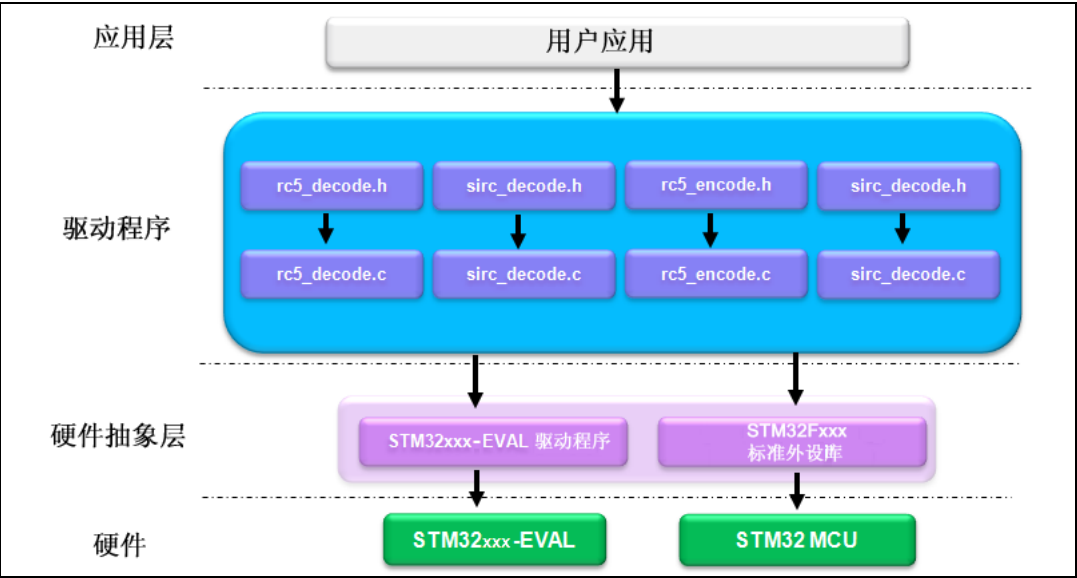 应用层
用户应用
驱动程序
rc5_decode.h
sirc_decode.h
rc5_encode.h
sirc_decode.h
rc5_decode.c
sirc_decode.c
rc5_encode.c
sirc_decode.c
硬件抽象层
STM32xxx-EVAL 驱动程序
STM32Fxxx
标准外设库
硬件
STM32xxx-EVAL
STM32 MCU